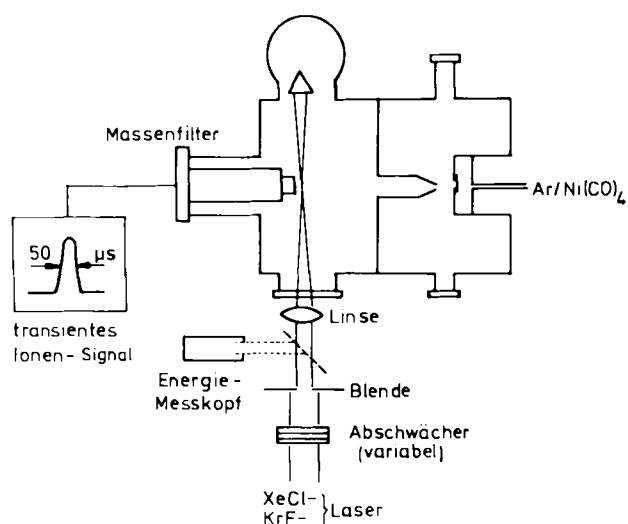 Massenfilter
Ar/Ni(CO)4
50 µs
transientes
Ionen-Signal
Linse
Energie-
Messkopf
Blende
Abschwächer
(variabel)
XeCl-
KrF-
Laser